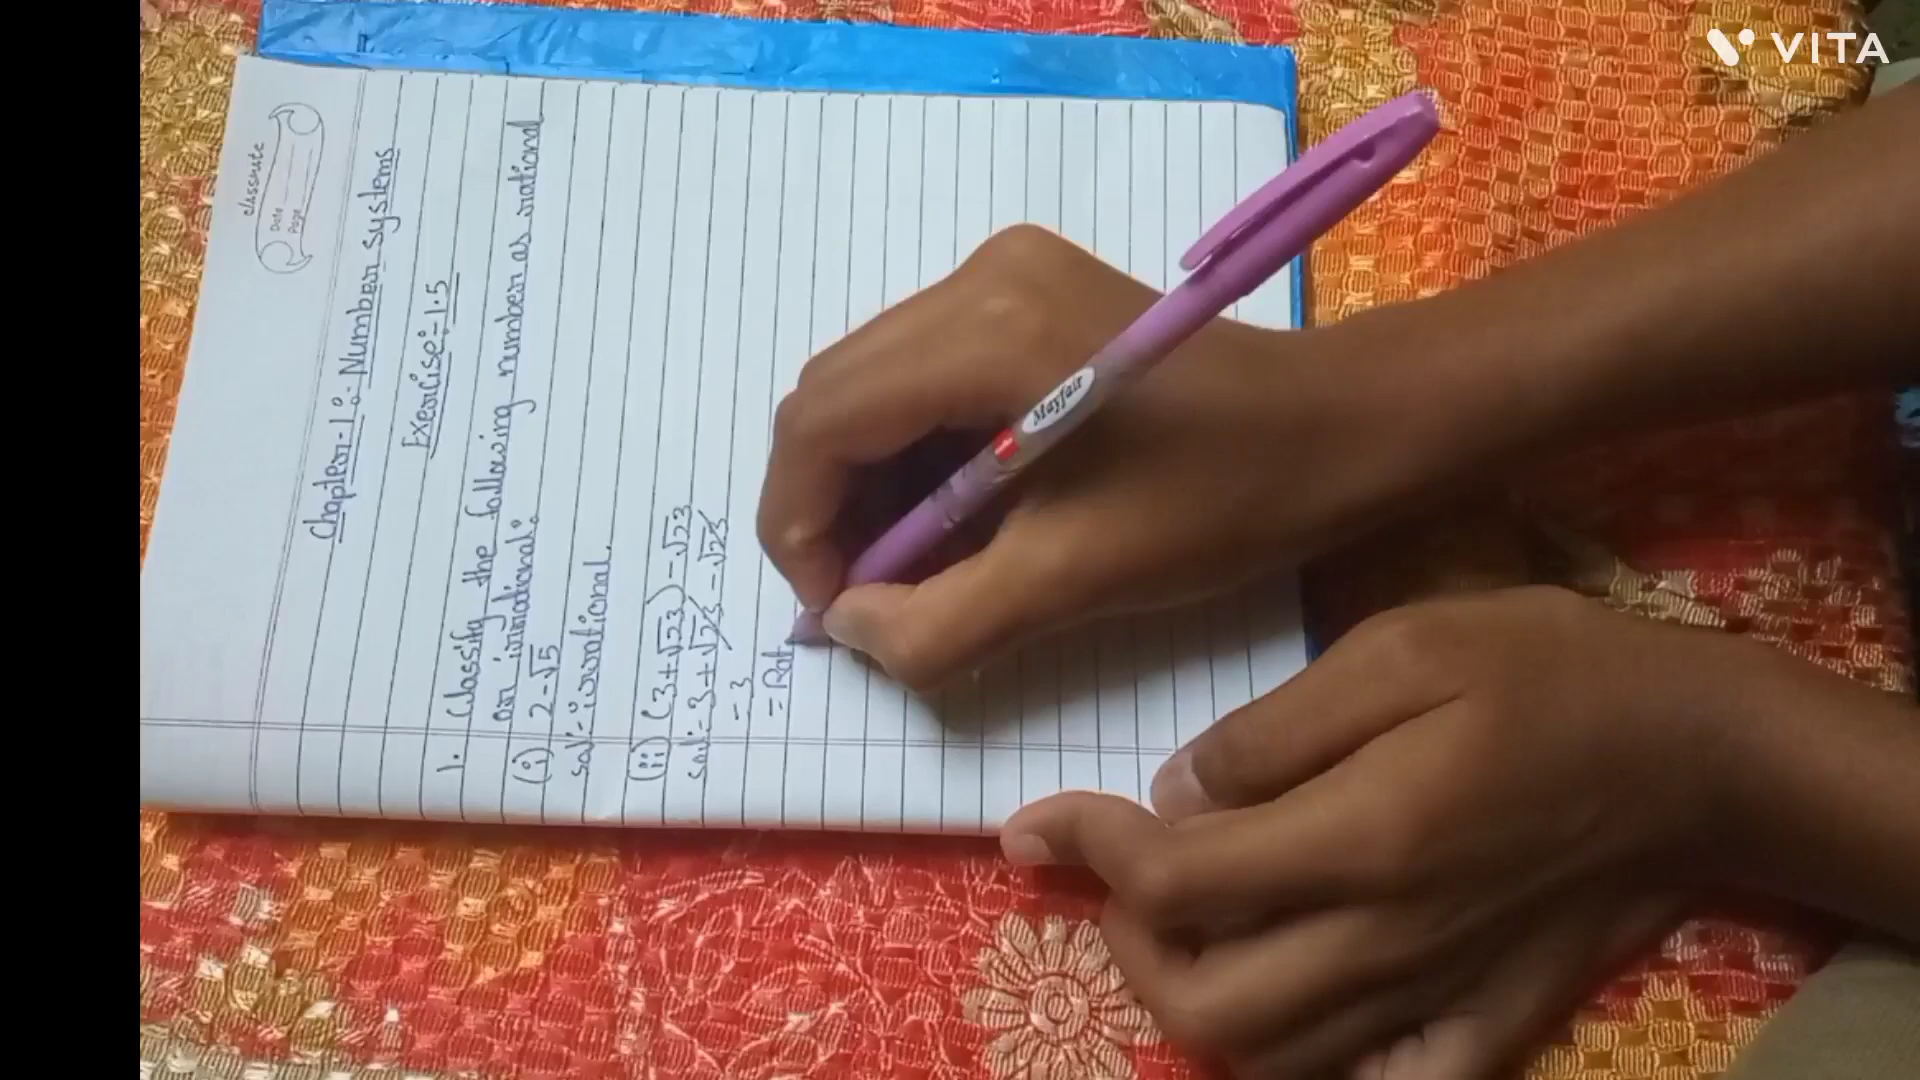 classmate
Date
Page
Chapter-1:- Number systems
Exercise:-1.5
1. Classify the following numbers as rational
or irrational:
(i) 2-√5
sol:- irrational.
(ii) (3+√23)-√23
sol:- 3+√23-√23
- 3
= Rat
Mayfair
VITA